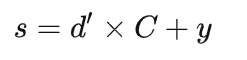 s = d′ × C + y